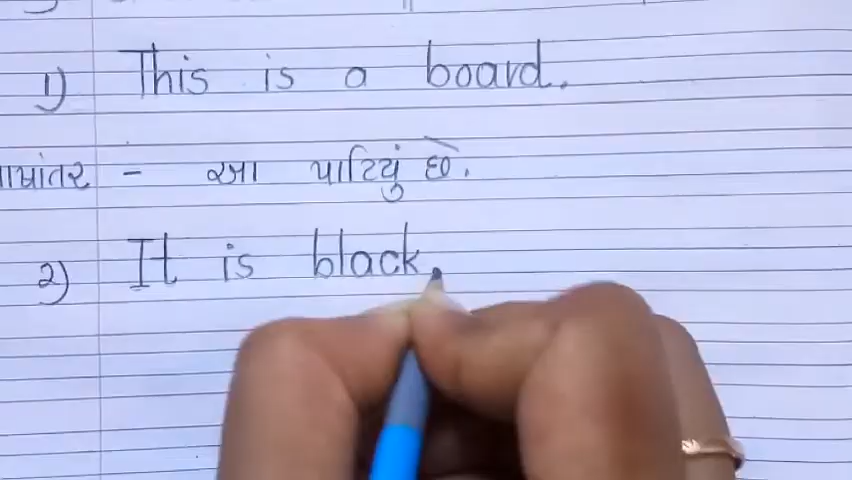 1) This is a board.
ભાષાંતર - આ પાટિયું છે.
2) It is black.